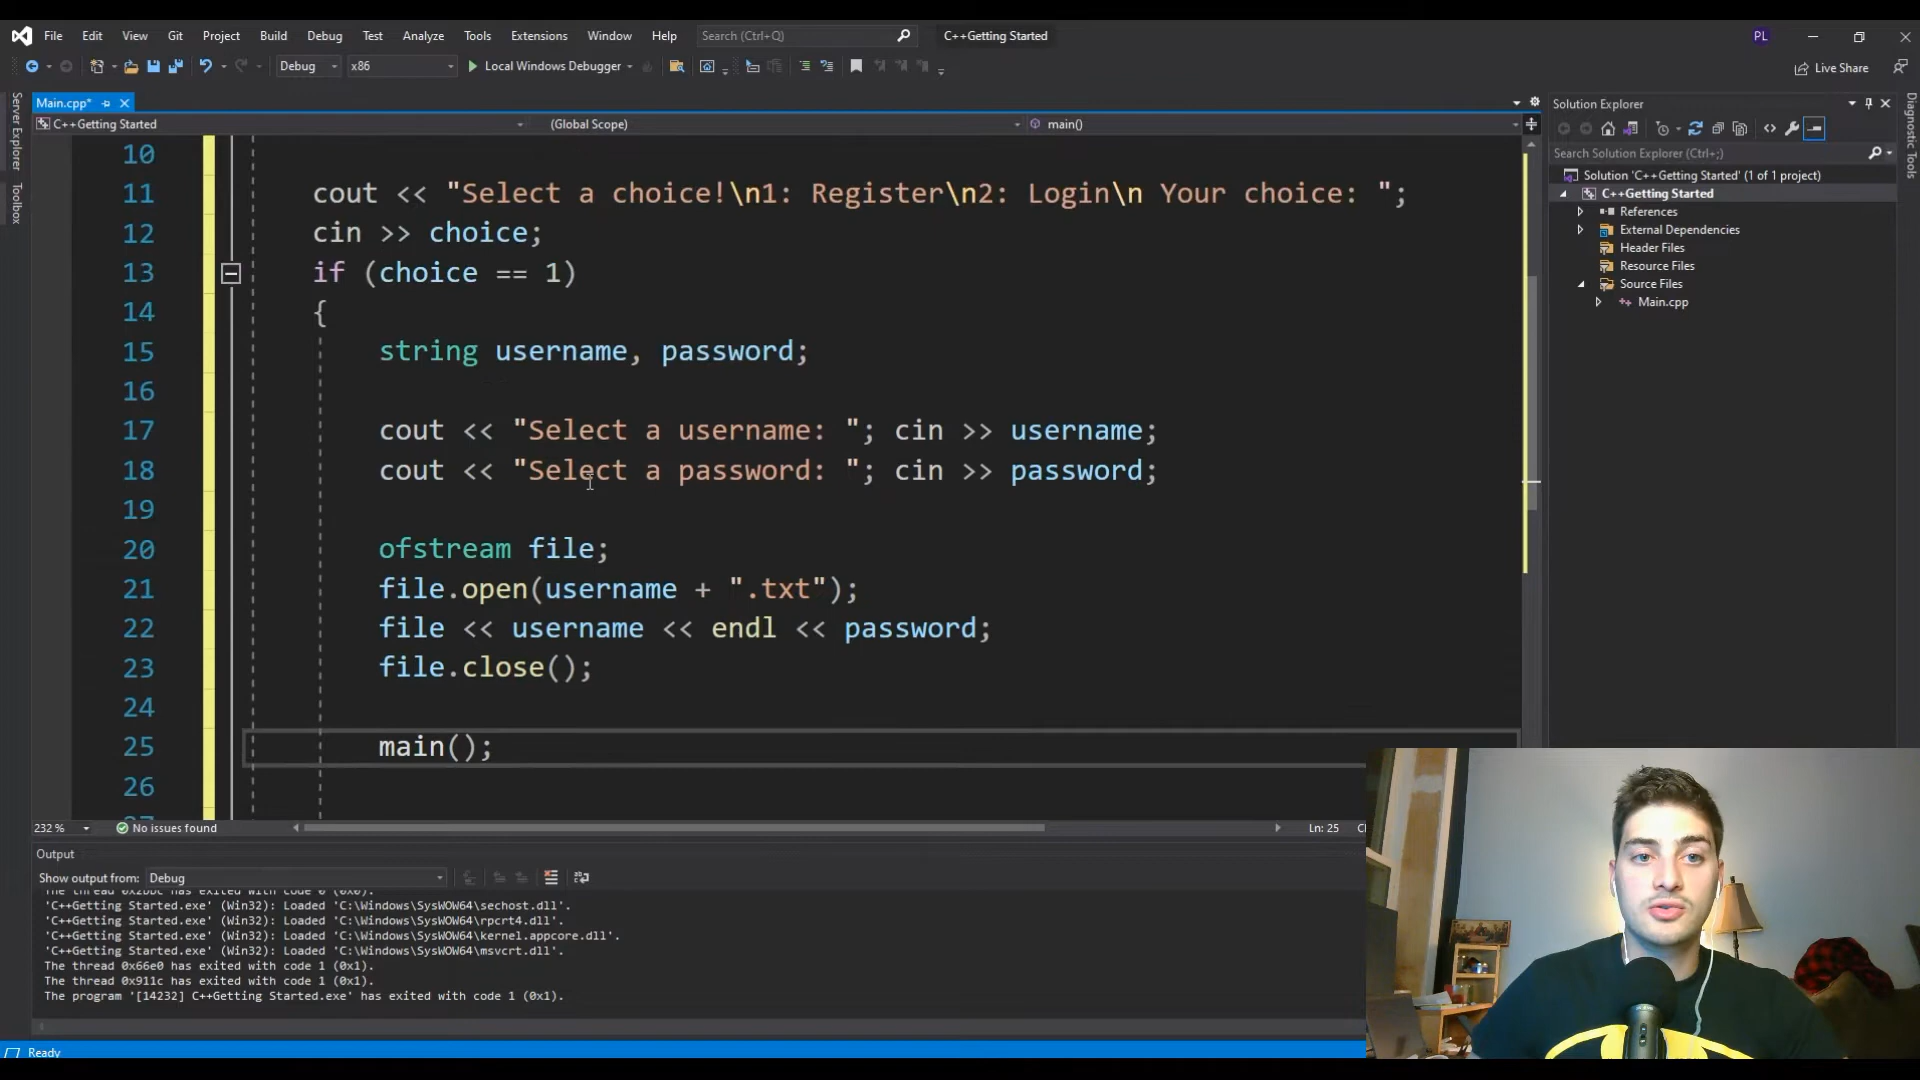 File Edit View Git Project Build Debug Test Analyze Tools Extensions Window Help Search (Ctrl+Q) C++Getting Started PL
Debug x86 Local Windows Debugger Live Share
Main.cpp*
C++Getting Started (Global Scope) main()
Server Explorer
Toolbox
10
11 cout << "Select a choice!\n1: Register\n2: Login\n Your choice: ";
12 cin >> choice;
13 if (choice == 1)
14 {
15 string username, password;
16
17 cout << "Select a username: "; cin >> username;
18 cout << "Select a password: "; cin >> password;
19
20 ofstream file;
21 file.open(username + ".txt");
22 file << username << endl << password;
23 file.close();
24
25 main();
26
232 % No issues found Ln: 25
Solution Explorer
Search Solution Explorer (Ctrl+;)
Solution 'C++Getting Started' (1 of 1 project)
C++Getting Started
References
External Dependencies
Header Files
Resource Files
Source Files
Main.cpp
Diagnostic Tools
Output
Show output from: Debug
The thread 0x2bbc has exited with code 0 (0x0).
'C++Getting Started.exe' (Win32): Loaded 'C:\Windows\SysWOW64\sechost.dll'.
'C++Getting Started.exe' (Win32): Loaded 'C:\Windows\SysWOW64\rpcrt4.dll'.
'C++Getting Started.exe' (Win32): Loaded 'C:\Windows\SysWOW64\kernel.appcore.dll'.
'C++Getting Started.exe' (Win32): Loaded 'C:\Windows\SysWOW64\msvcrt.dll'.
The thread 0x66e0 has exited with code 1 (0x1).
The thread 0x911c has exited with code 1 (0x1).
The program '[14232] C++Getting Started.exe' has exited with code 1 (0x1).
Ready